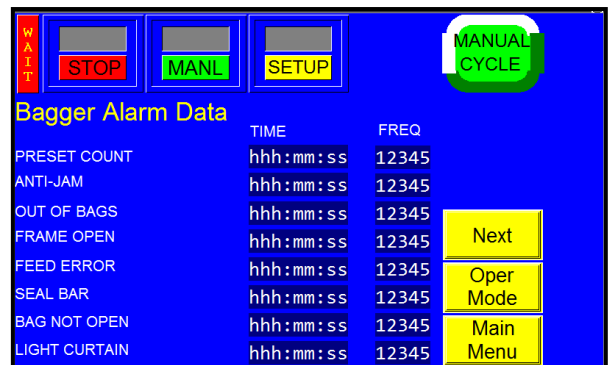 WAIT
STOP MANL SETUP
MANUAL
CYCLE
Bagger Alarm Data
TIME FREQ
PRESET COUNT hhh:mm:ss 12345
ANTI-JAM hhh:mm:ss 12345
OUT OF BAGS hhh:mm:ss 12345
FRAME OPEN hhh:mm:ss 12345
Next
FEED ERROR hhh:mm:ss 12345
Oper
SEAL BAR hhh:mm:ss 12345
Mode
BAG NOT OPEN hhh:mm:ss 12345
Main
LIGHT CURTAIN hhh:mm:ss 12345
Menu